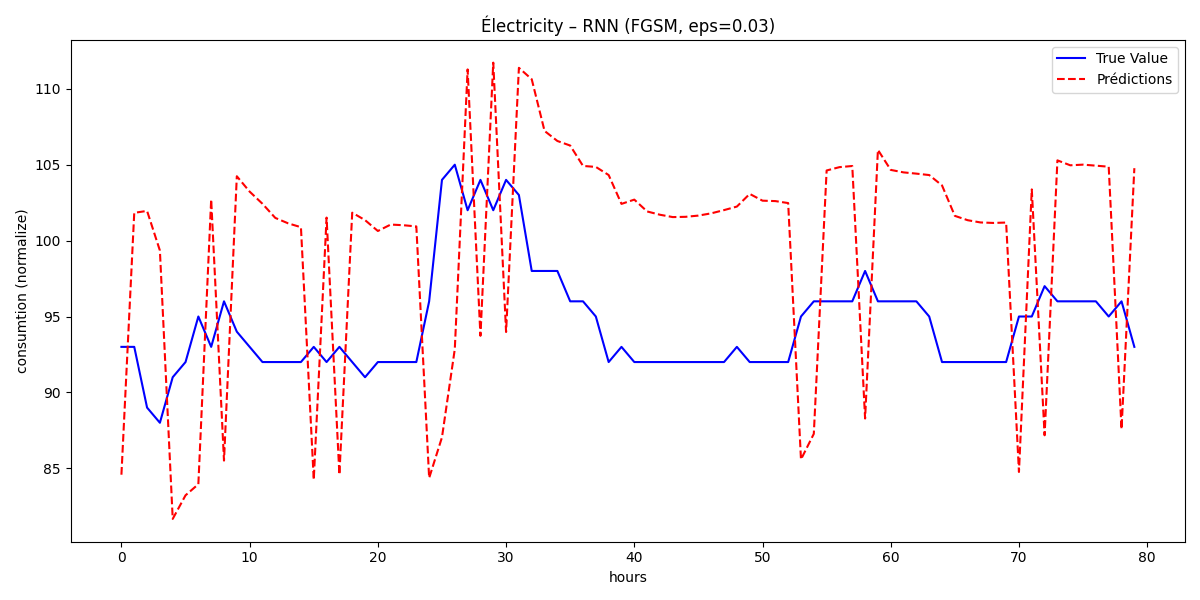 Électricity – RNN (FGSM, eps=0.03)
True Value
Prédictions
consumtion (normalize)
110
105
100
95
90
85
0 10 20 30 40 50 60 70 80
hours